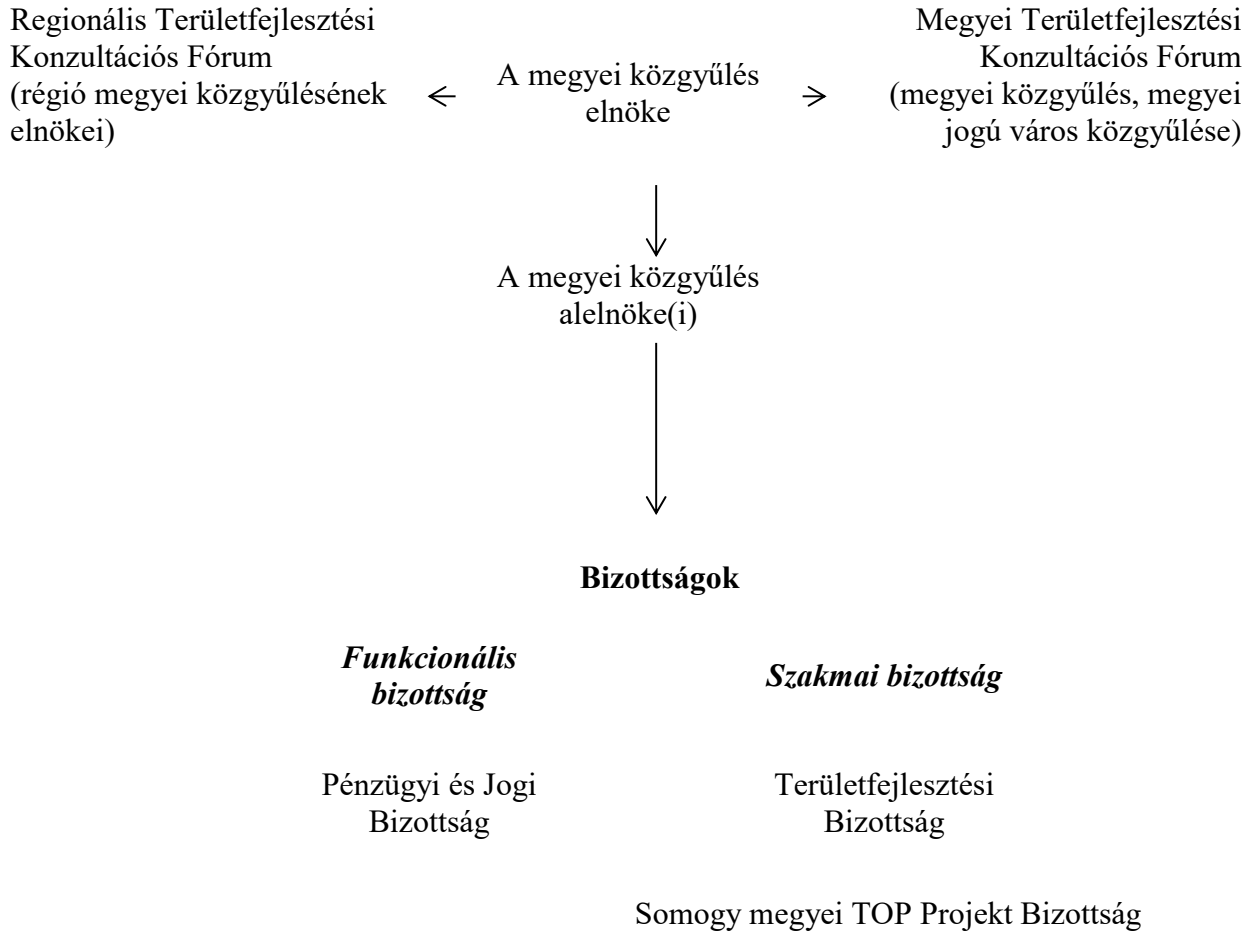 Regionális Területfejlesztési
Konzultációs Fórum
(régió megyei közgyűlésének
elnökei)
A megyei közgyűlés
elnöke
Megyei Területfejlesztési
Konzultációs Fórum
(megyei közgyűlés, megyei
jogú város közgyűlése)
A megyei közgyűlés
alelnöke(i)
Bizottságok
Funkcionális
bizottság
Szakmai bizottság
Pénzügyi és Jogi
Bizottság
Területfejlesztési
Bizottság
Somogy megyei TOP Projekt Bizottság